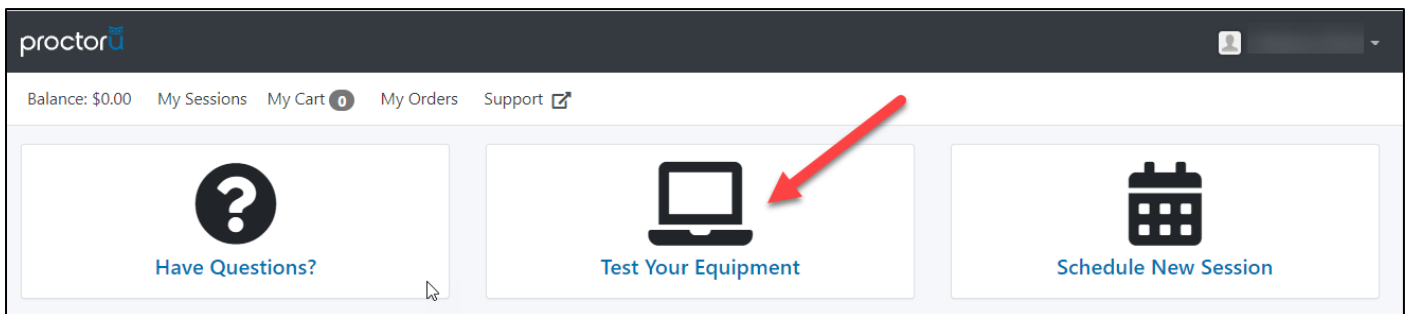 proctoru
Balance: $0.00 My Sessions My Cart 0 My Orders Support
Have Questions?
Test Your Equipment
Schedule New Session